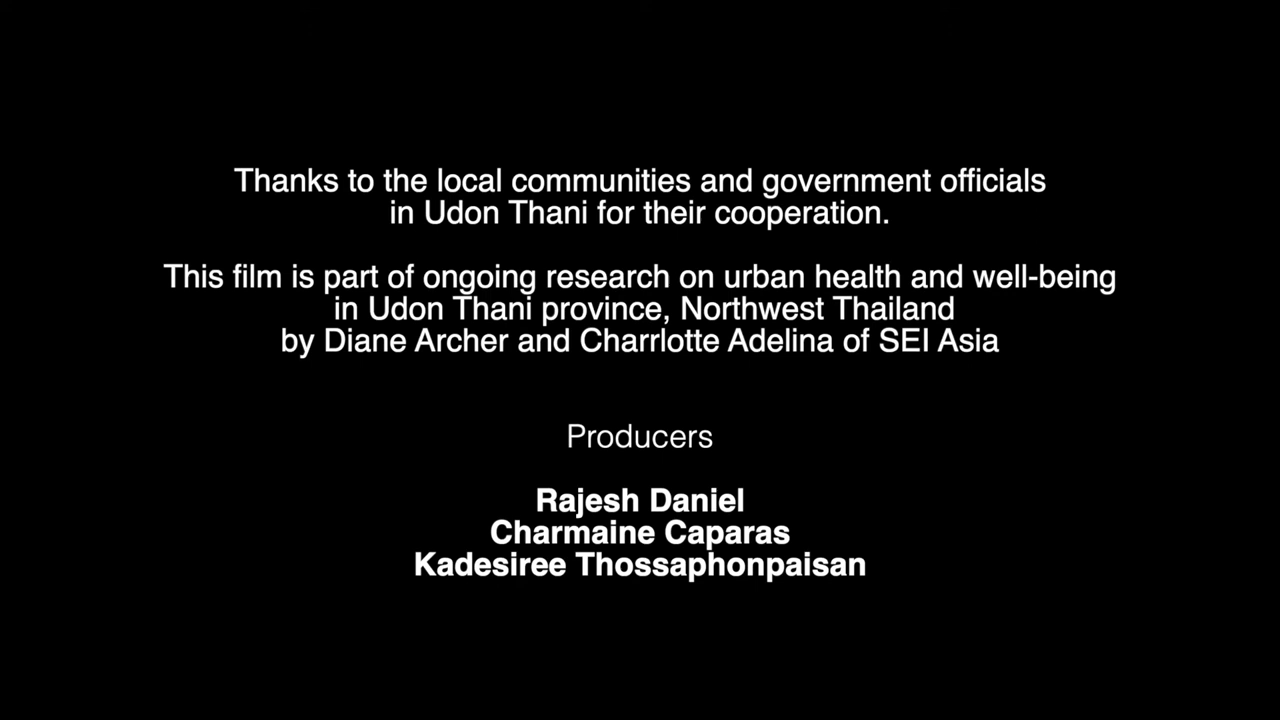 Thanks to the local communities and government officials
in Udon Thani for their cooperation.
This film is part of ongoing research on urban health and well-being
in Udon Thani province, Northwest Thailand
by Diane Archer and Charrlotte Adelina of SEI Asia
Producers
Rajesh Daniel
Charmaine Caparas
Kadesiree Thossaphonpaisan